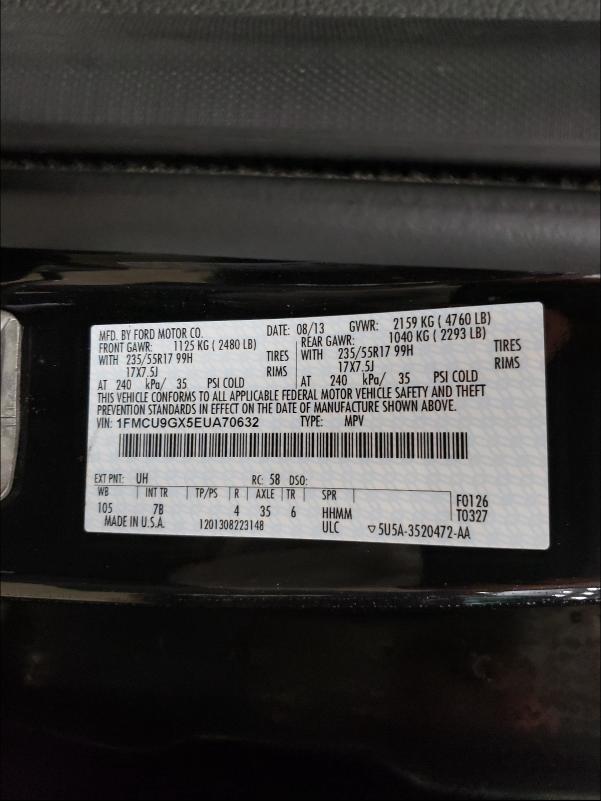 MFD. BY FORD MOTOR CO. DATE: 08/13 GVWR: 2159 KG ( 4760 LB)
FRONT GAWR: 1125 KG ( 2480 LB) REAR GAWR: 1040 KG ( 2293 LB)
WITH 235/55R17 99H TIRES WITH 235/55R17 99H TIRES
17X7.5J RIMS 17X7.5J RIMS
AT 240 kPa/ 35 PSI COLD AT 240 kPa/ 35 PSI COLD
THIS VEHICLE CONFORMS TO ALL APPLICABLE FEDERAL MOTOR VEHICLE SAFETY AND THEFT
PREVENTION STANDARDS IN EFFECT ON THE DATE OF MANUFACTURE SHOWN ABOVE.
VIN: 1FMCU9GX5EUA70632 TYPE: MPV
EXT PNT: UH RC: 58 DSO:
WB INT TR TP/PS R AXLE TR SPR F0126
105 7B 4 35 6 HHMM T0327
MADE IN U.S.A. 1201308223148 ULC ▽5U5A-3520472-AA